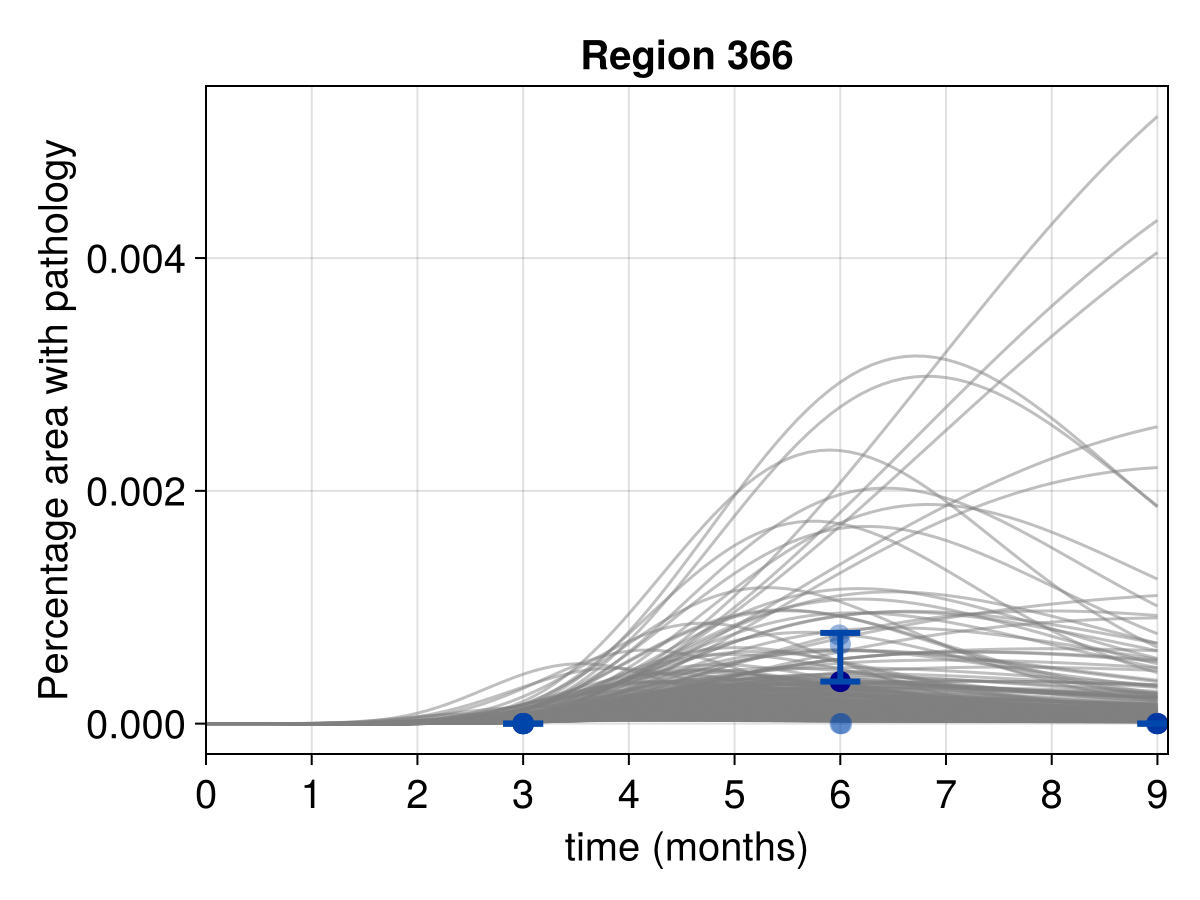 Region 366
Percentage area with pathology
0.004
0.002
0.000
0 1 2 3 4 5 6 7 8 9
time (months)